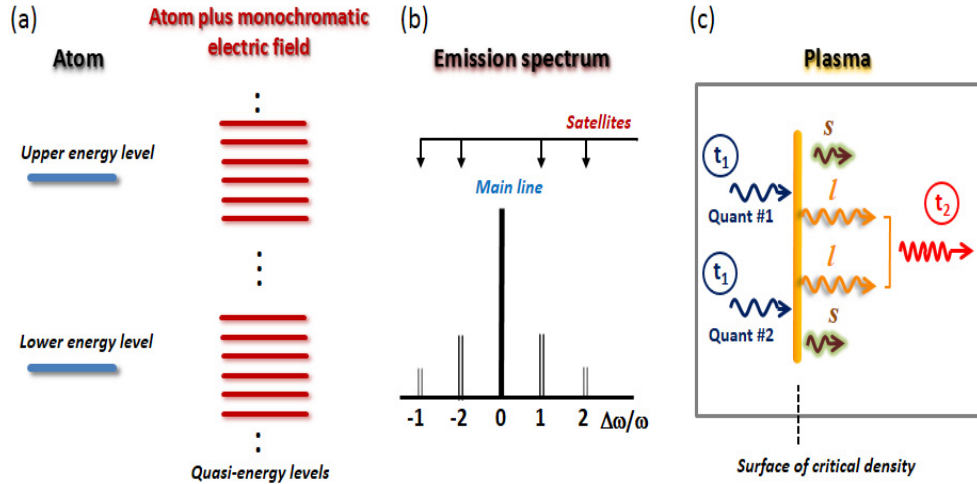 (a)
Atom
Atom plus monochromatic
electric field
Upper energy level
Lower energy level
Quasi-energy levels
(b)
Emission spectrum
Satellites
Main line
-1 -2 0 1 2 Δω/ω
(c)
Plasma
s
t1
l
Quant #1
t2
t1
l
Quant #2
s
Surface of critical density